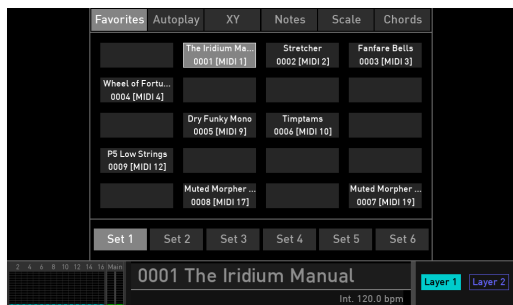 Favorites Autoplay XY Notes Scale Chords
The Iridium Ma... Stretcher Fanfare Bells
0001 [MIDI 1] 0002 [MIDI 2] 0003 [MIDI 3]
Wheel of Fortu...
0004 [MIDI 4]
Dry Funky Mono Timptams
0005 [MIDI 9] 0006 [MIDI 10]
P5 Low Strings
0009 [MIDI 12]
Muted Morpher ... Muted Morpher ...
0008 [MIDI 17] 0007 [MIDI 19]
Set 1 Set 2 Set 3 Set 4 Set 5 Set 6
2 4 6 8 10 12 14 16 Main
0001 The Iridium Manual
Layer 1 Layer 2
Int. 120.0 bpm